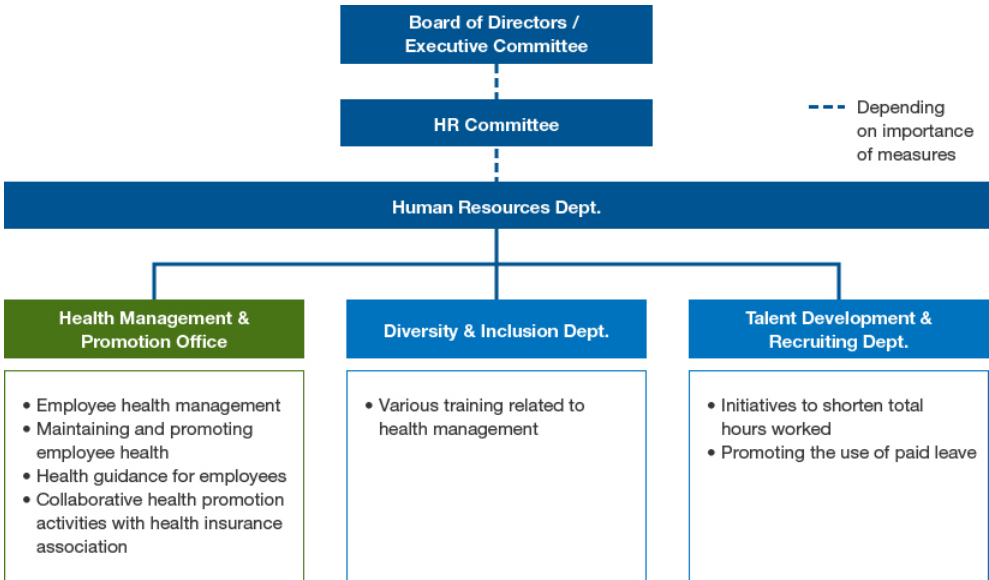 Board of Directors /
Executive Committee
HR Committee
Depending
on importance
of measures
Human Resources Dept.
Health Management &
Promotion Office
• Employee health management
• Maintaining and promoting
employee health
• Health guidance for employees
• Collaborative health promotion
activities with health insurance
association
Diversity & Inclusion Dept.
• Various training related to
health management
Talent Development &
Recruiting Dept.
• Initiatives to shorten total
hours worked
• Promoting the use of paid leave